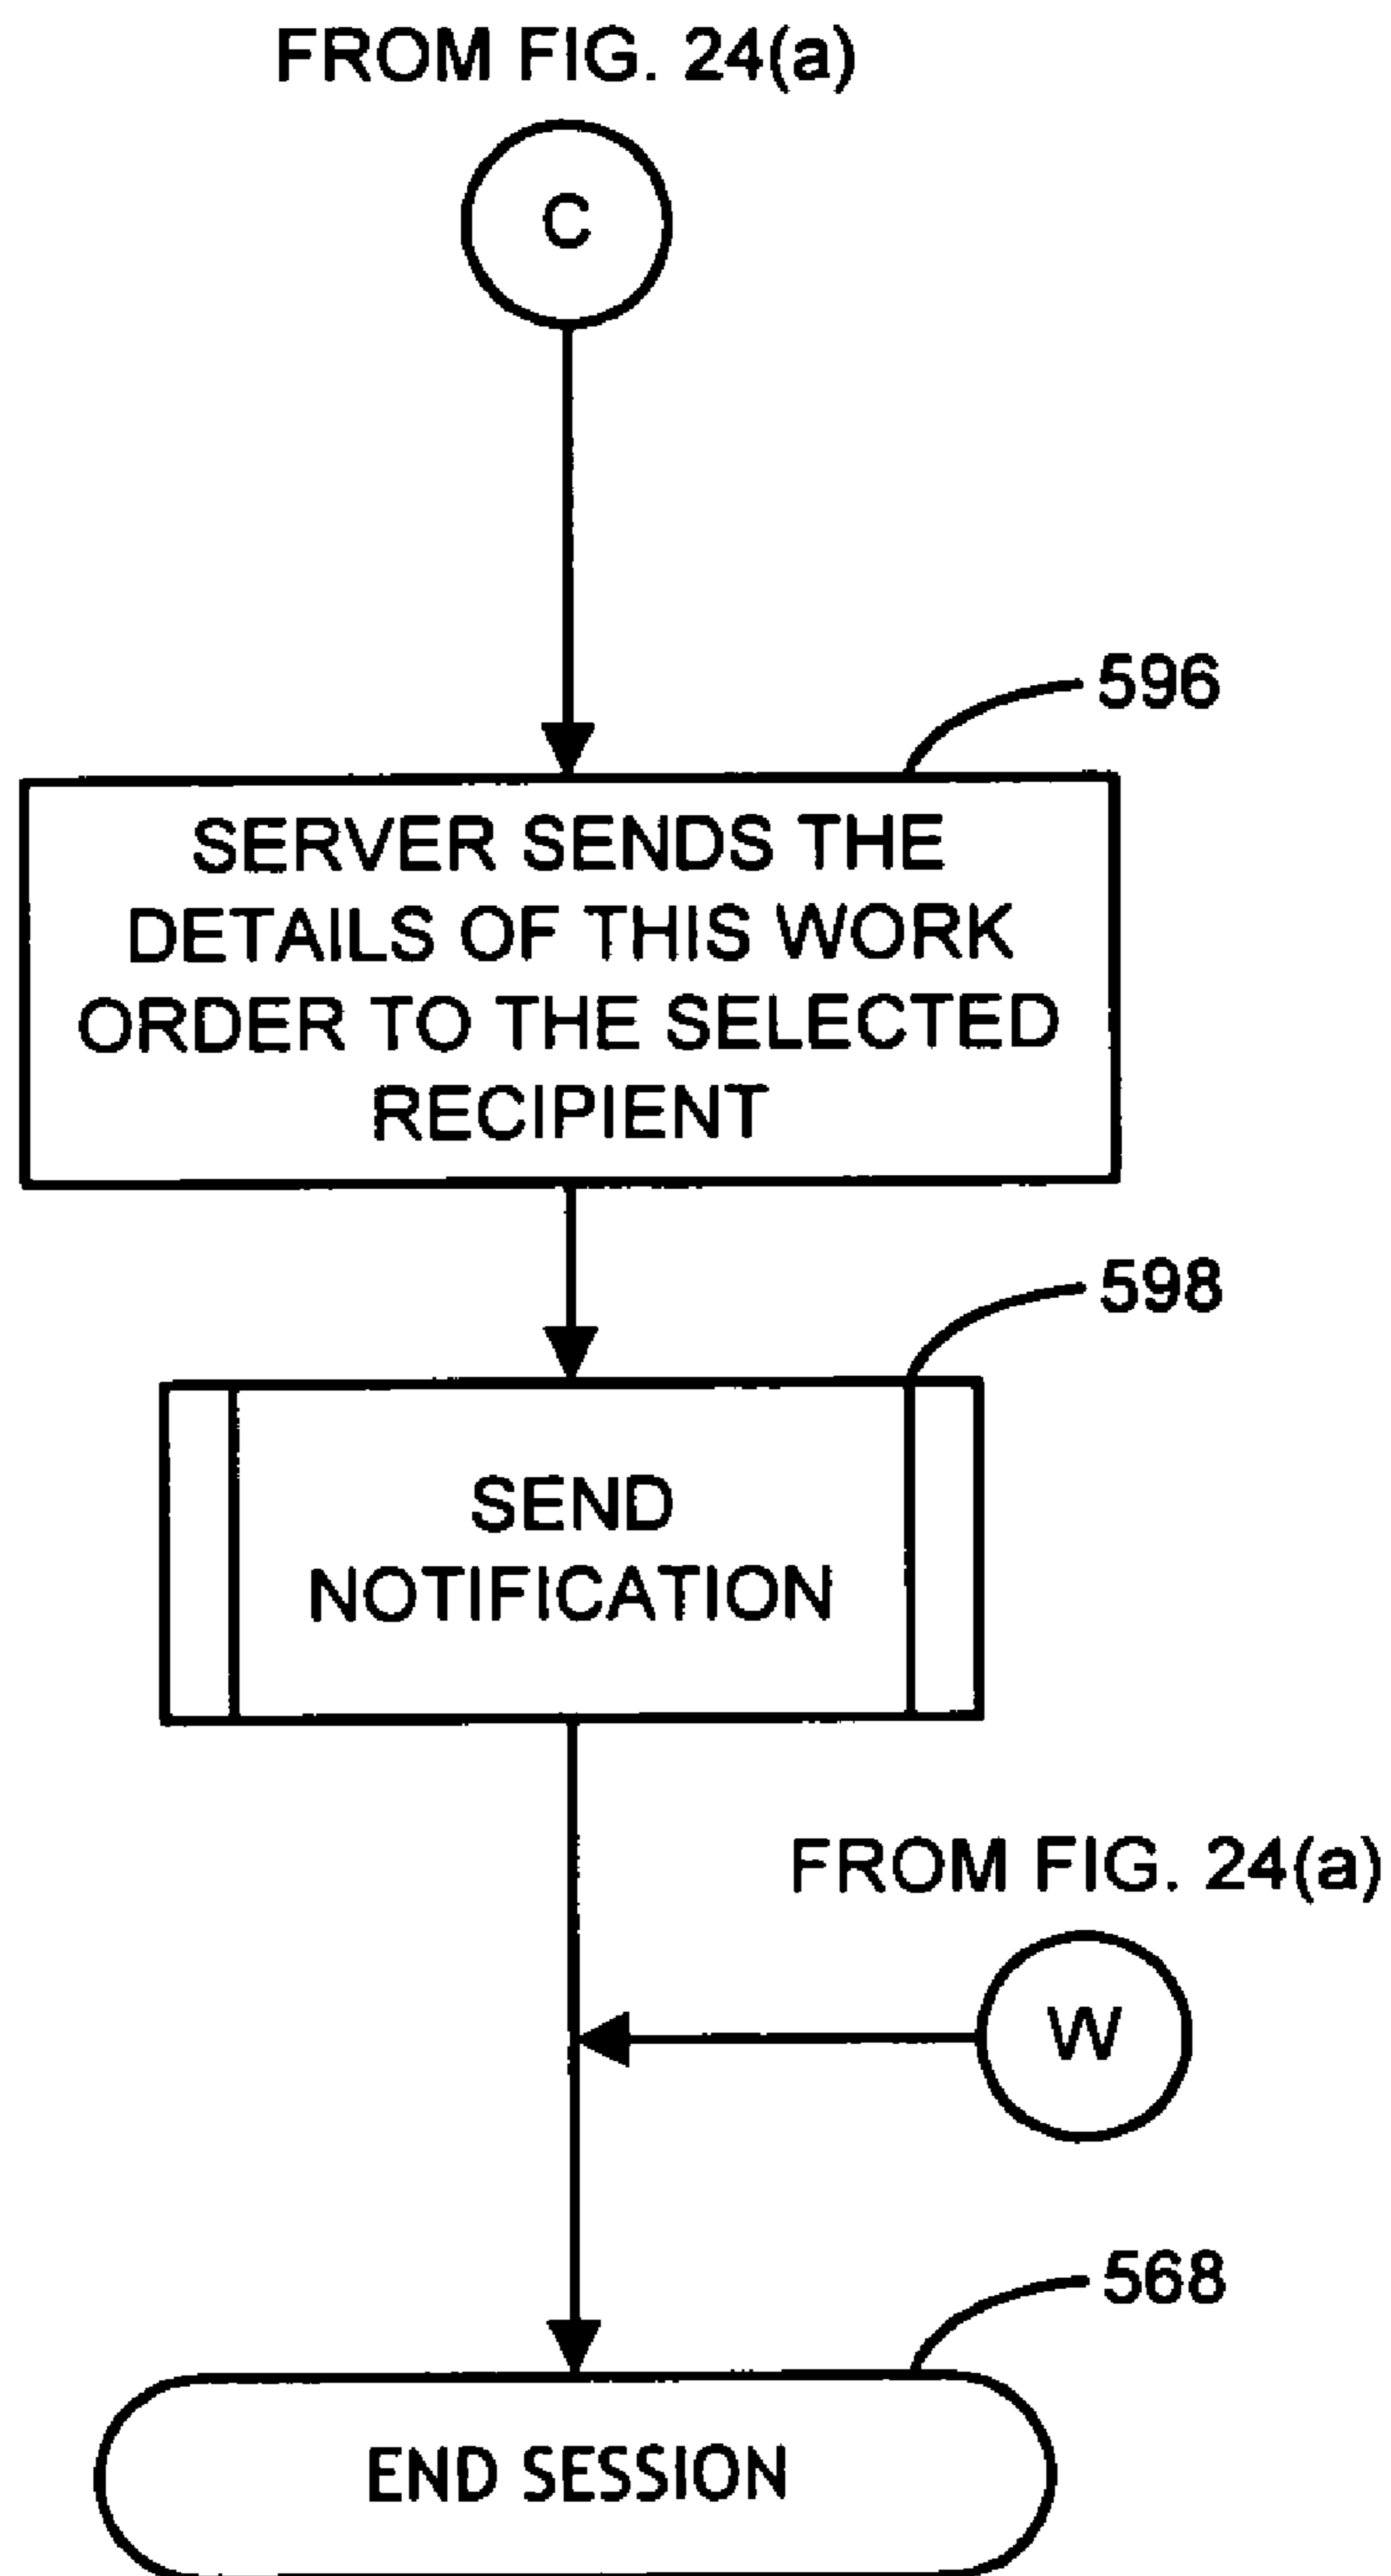 FROM FIG. 24(a)
C
596
SERVER SENDS THE
DETAILS OF THIS WORK
ORDER TO THE SELECTED
RECIPIENT
598
SEND
NOTIFICATION
FROM FIG. 24(a)
W
568
END SESSION